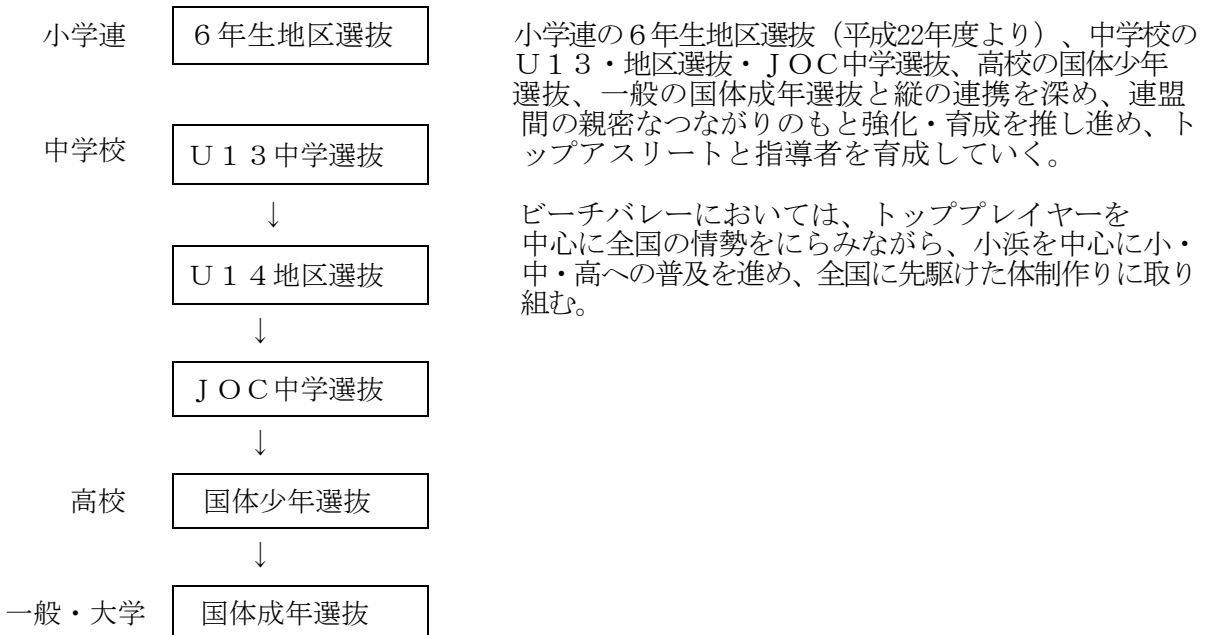 小学連
６年生地区選抜
中学校
Ｕ１３中学選抜
↓
Ｕ１４地区選抜
↓
ＪＯＣ中学選抜
↓
高校
国体少年選抜
↓
一般・大学
国体成年選抜
小学連の６年生地区選抜（平成22年度より）、中学校の
Ｕ１３・地区選抜・ＪＯＣ中学選抜、高校の国体少年
選抜、一般の国体成年選抜と縦の連携を深め、連盟
間の親密なつながりのもと強化・育成を推し進め、ト
ップアスリートと指導者を育成していく。
ビーチバレーにおいては、トッププレイヤーを
中心に全国の情勢をにらみながら、小浜を中心に小・
中・高への普及を進め、全国に先駆けた体制作りに取り
組む。